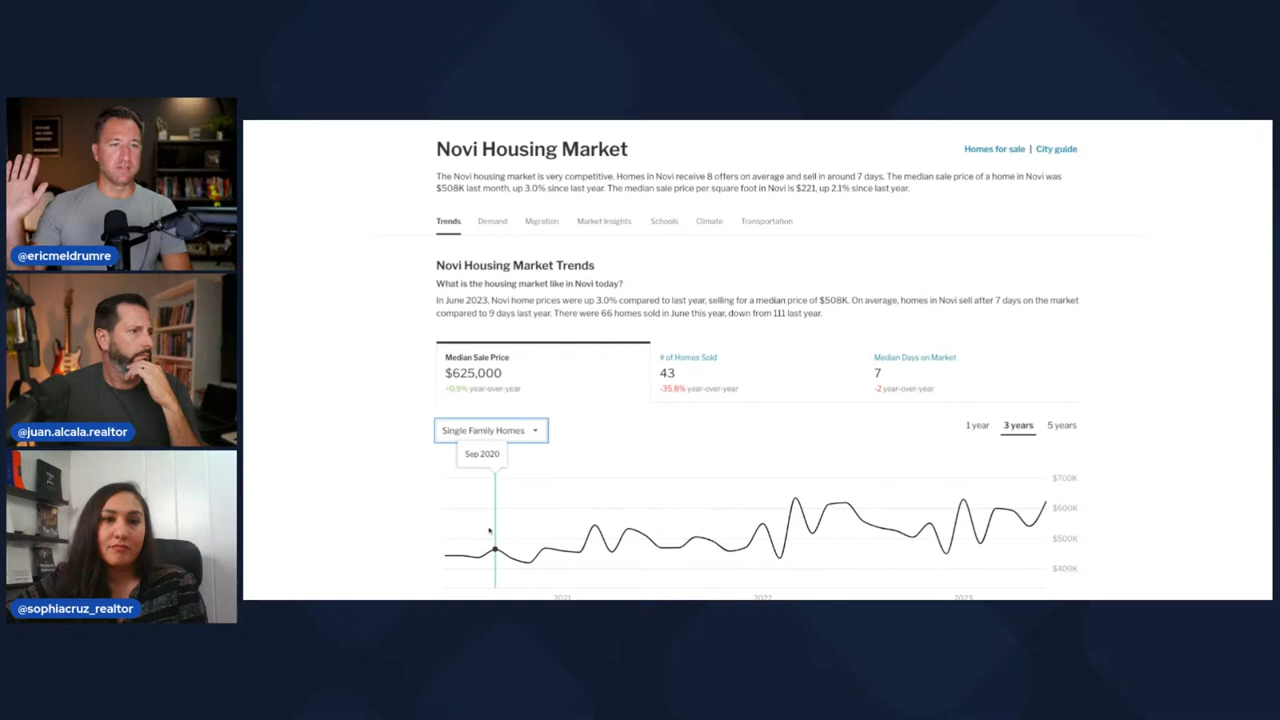 @ericmeldrumre
@juan.alcala.realtor
@sophiacruz_realtor
Novi Housing Market
Homes for sale | City guide
The Novi housing market is very competitive. Homes in Novi receive 8 offers on average and sell in around 7 days. The median sale price of a home in Novi was
$508K last month, up 3.0% since last year. The median sale price per square foot in Novi is $221, up 2.1% since last year.
Trends Demand Migration Market Insights Schools Climate Transportation
Novi Housing Market Trends
What is the housing market like in Novi today?
In June 2023, Novi home prices were up 3.0% compared to last year, selling for a median price of $508K. On average, homes in Novi sell after 7 days on the market
compared to 9 days last year. There were 66 homes sold in June this year, down from 111 last year.
Median Sale Price # of Homes Sold Median Days on Market
$625,000 43 7
+0.9% year-over-year -35.8% year-over-year -2 year-over-year
Single Family Homes
1 year 3 years 5 years
Sep 2020
$700K
$600K
$500K
$400K
2021 2022 2023